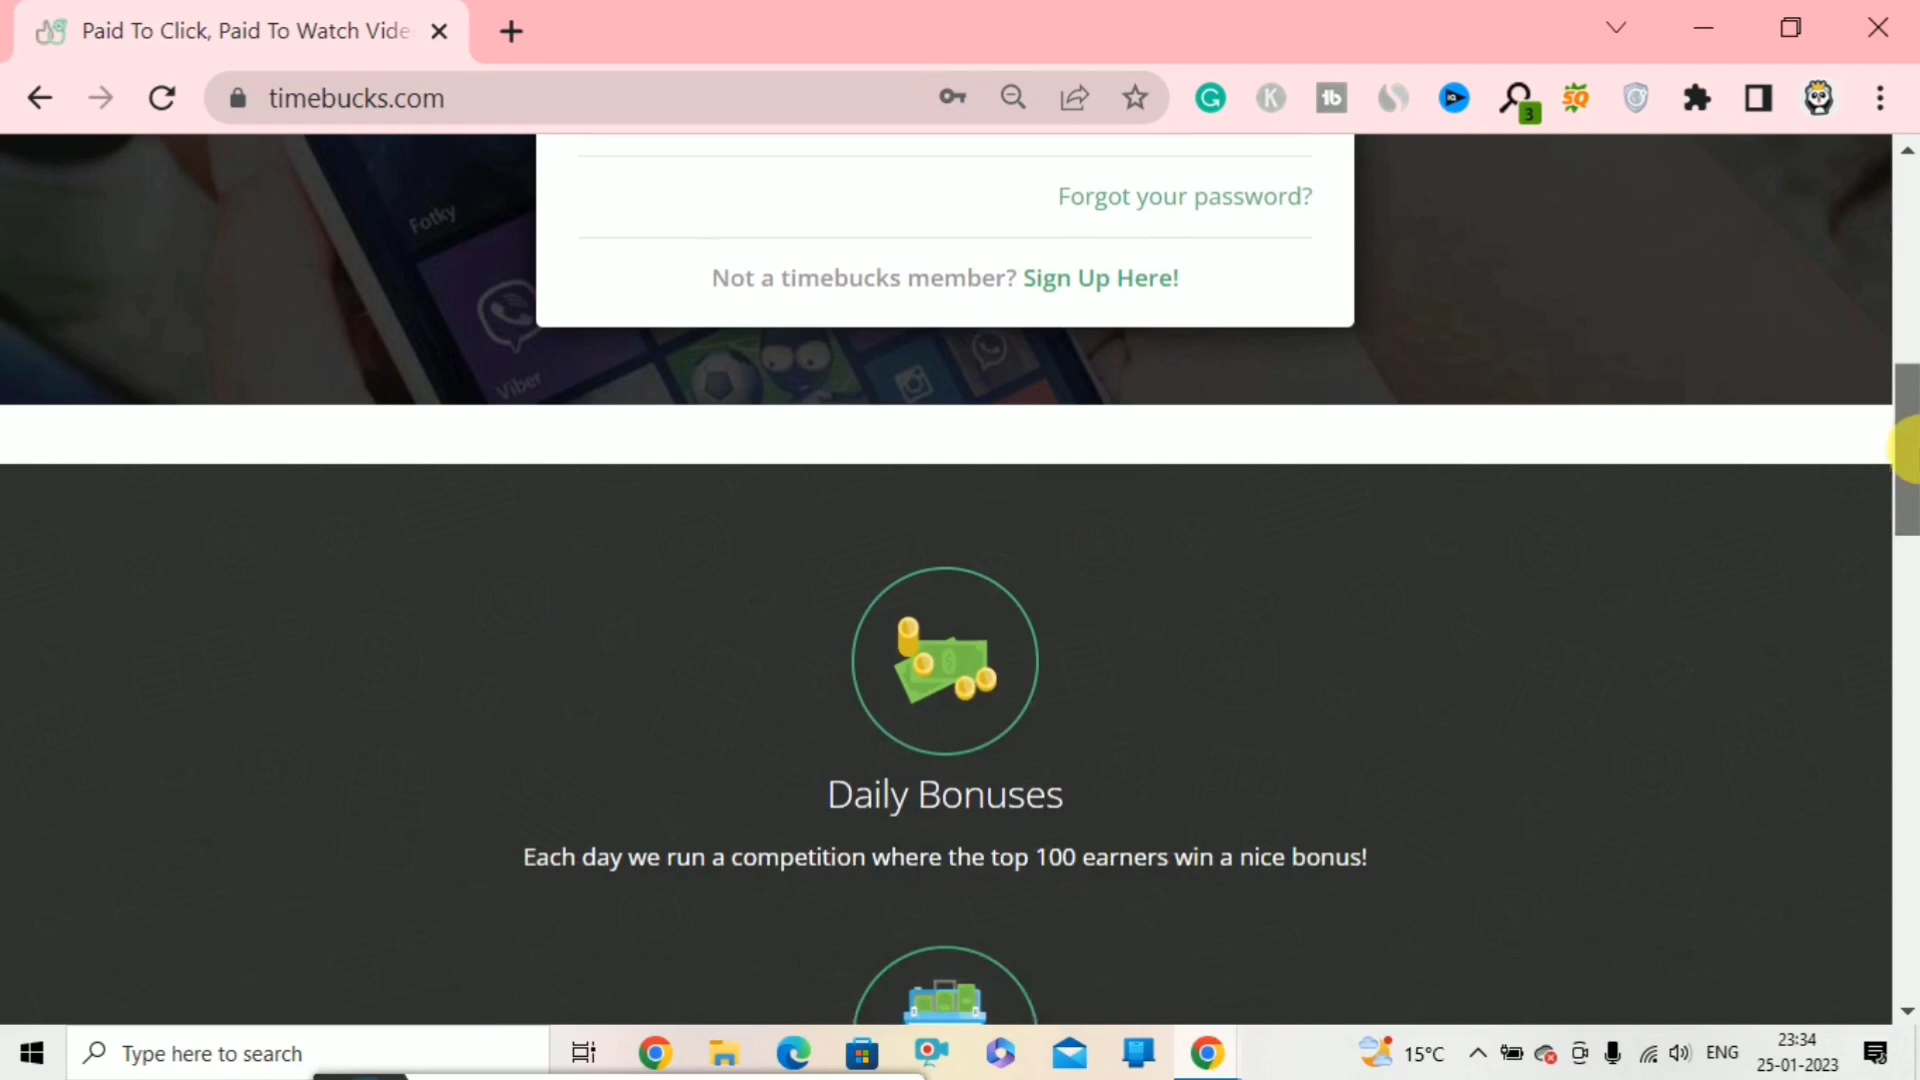 Paid To Click, Paid To Watch Vide
timebucks.com
3
Fotky
Viber
Forgot your password?
Not a timebucks member? Sign Up Here!
Daily Bonuses
Each day we run a competition where the top 100 earners win a nice bonus!
Type here to search
15°C
ENG
23:34
25-01-2023